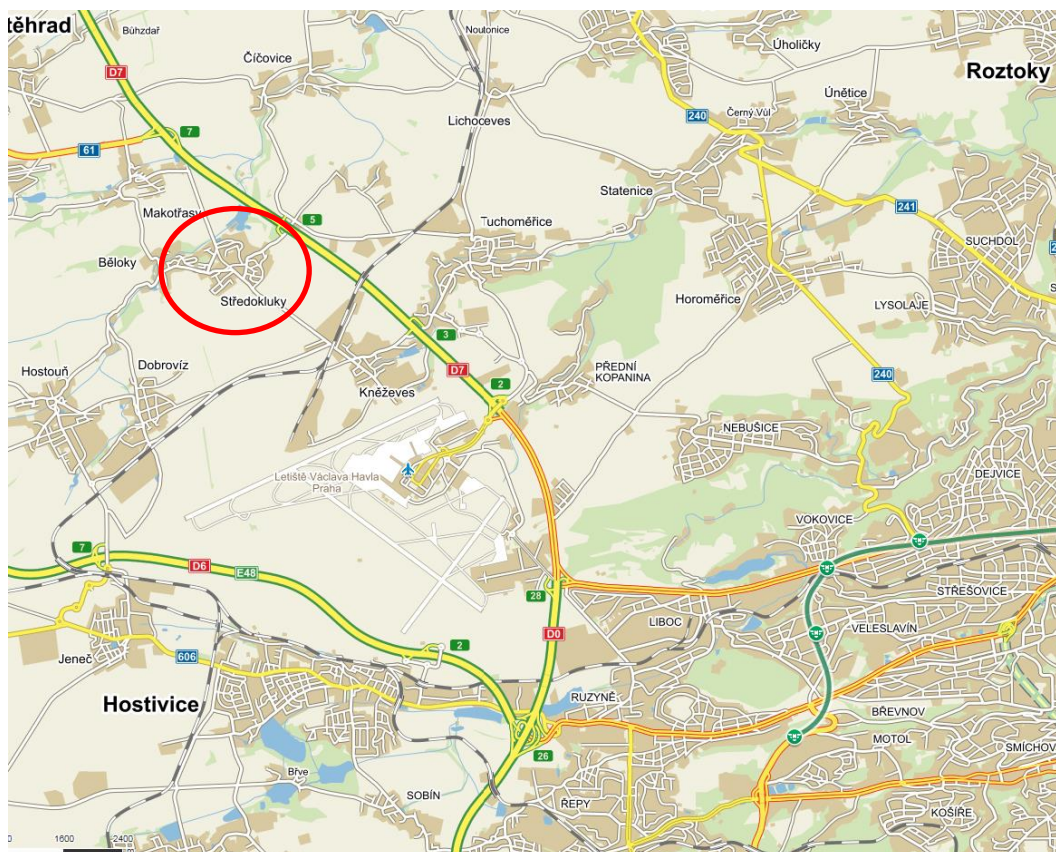 těhrad
Bůhzdař
Noutonice
Číčovice
Úholičky
Roztoky
D7
Únětice
240
Černý Vůl
7
Lichoceves
61
Statenice
241
Makotřasy
5
Tuchoměřice
SUCHDOL
2
Běloky
Středokluky
Horoměřice
LYSOLAJE
S
3
Dobrovíz
Hostouň
D7
PŘEDNÍ
KOPANINA
240
2
Kněževes
NEBUŠICE
DEJVICE
Letiště Václava Havla
Praha
VOKOVICE
7
D6
E48
28
STŘEŠOVICE
LIBOC
VELESLAVÍN
D0
2
Jeneč
606
RUZYNĚ
Hostivice
BŘEVNOV
MOTOL
SMÍCHOV
26
Břve
SOBÍN
ŘEPY
KOŠÍŘE
0 1600 2400